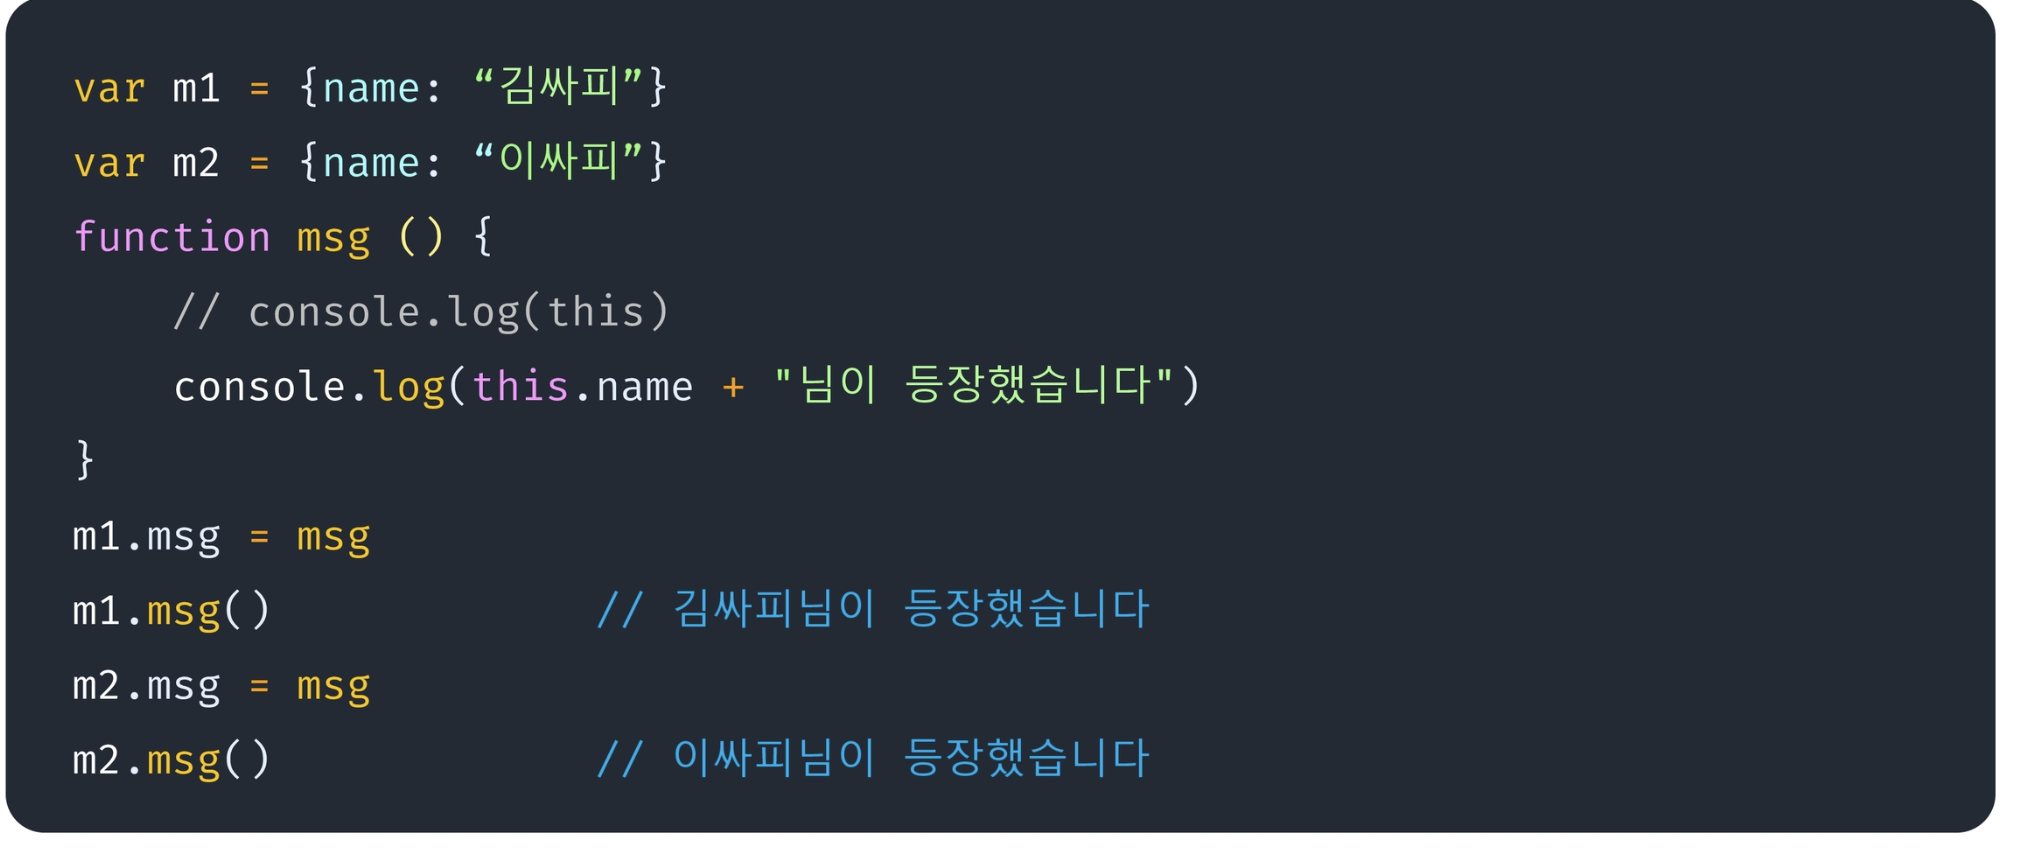 var m1 = {name: “김싸피”}
var m2 = {name: “이싸피”}
function msg () {
    // console.log(this)
    console.log(this.name + "님이 등장했습니다")
}
m1.msg = msg
m1.msg()             // 김싸피님이 등장했습니다
m2.msg = msg
m2.msg()             // 이싸피님이 등장했습니다